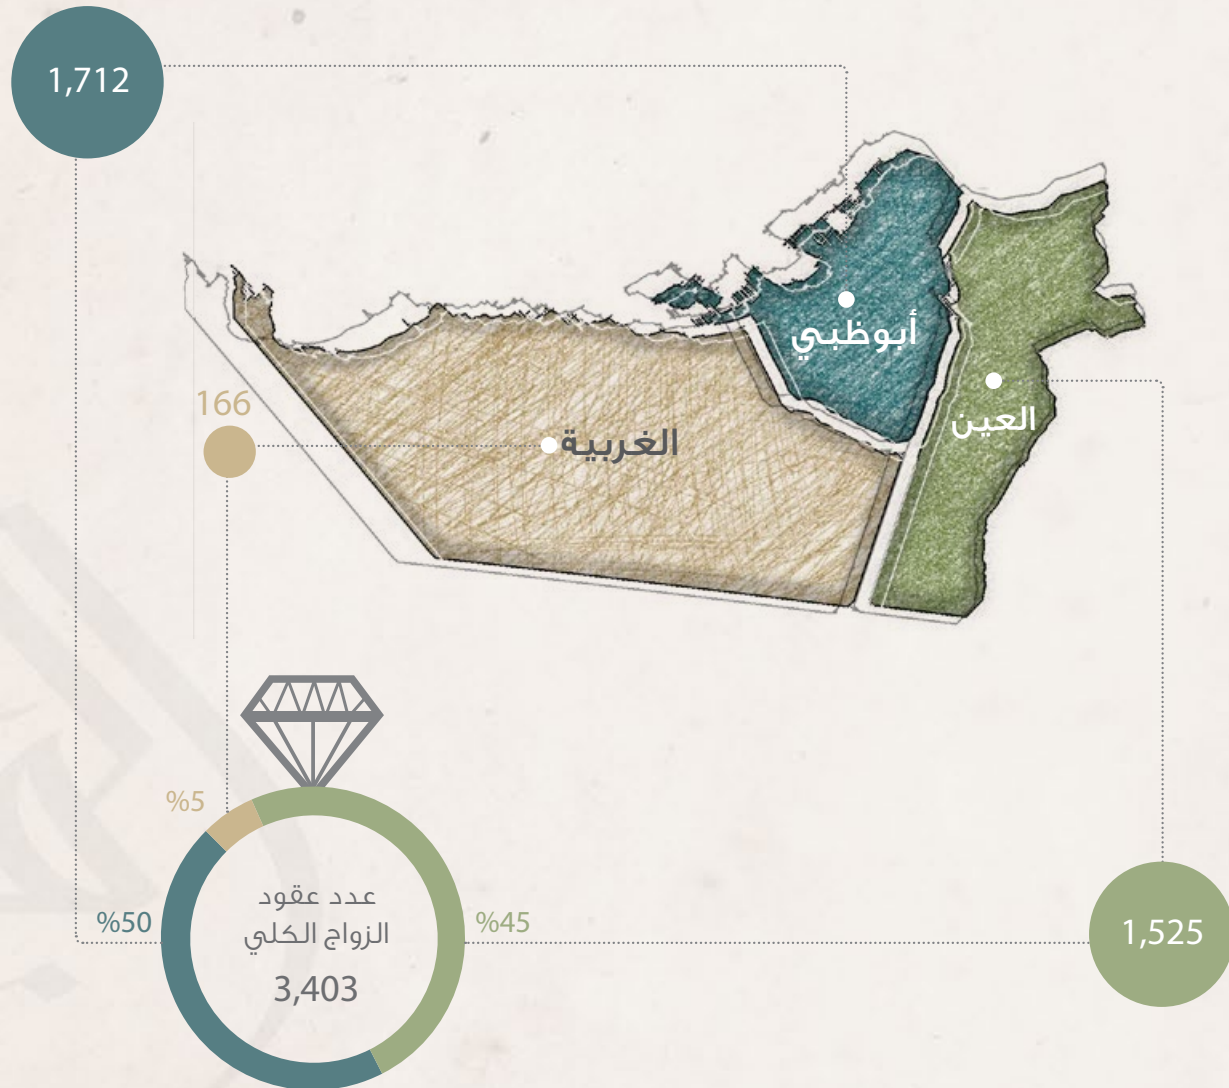 1,712
أبوظبي
العين
166
الغربية
%5
%50
%45
عدد عقود
الزواج الكلي
3,403
1,525